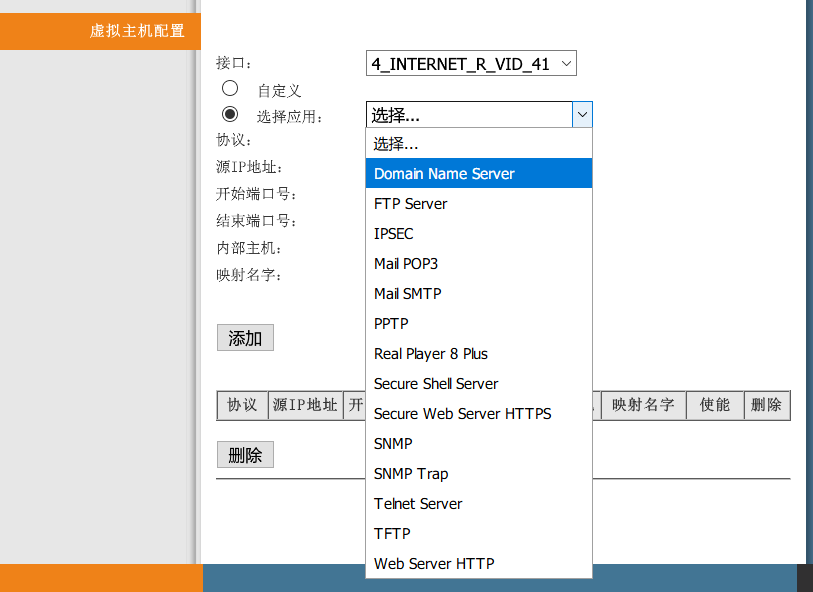 虚拟主机配置
接口: 4_INTERNET_R_VID_41
自定义
选择应用: 选择...
协议: 选择...
源IP地址: Domain Name Server
开始端口号: FTP Server
结束端口号: IPSEC
内部主机: Mail POP3
映射名字: Mail SMTP
PPTP
添加
Real Player 8 Plus
Secure Shell Server
协议 源IP地址 开 映射名字 使能 删除
Secure Web Server HTTPS
SNMP
删除
SNMP Trap
Telnet Server
TFTP
Web Server HTTP